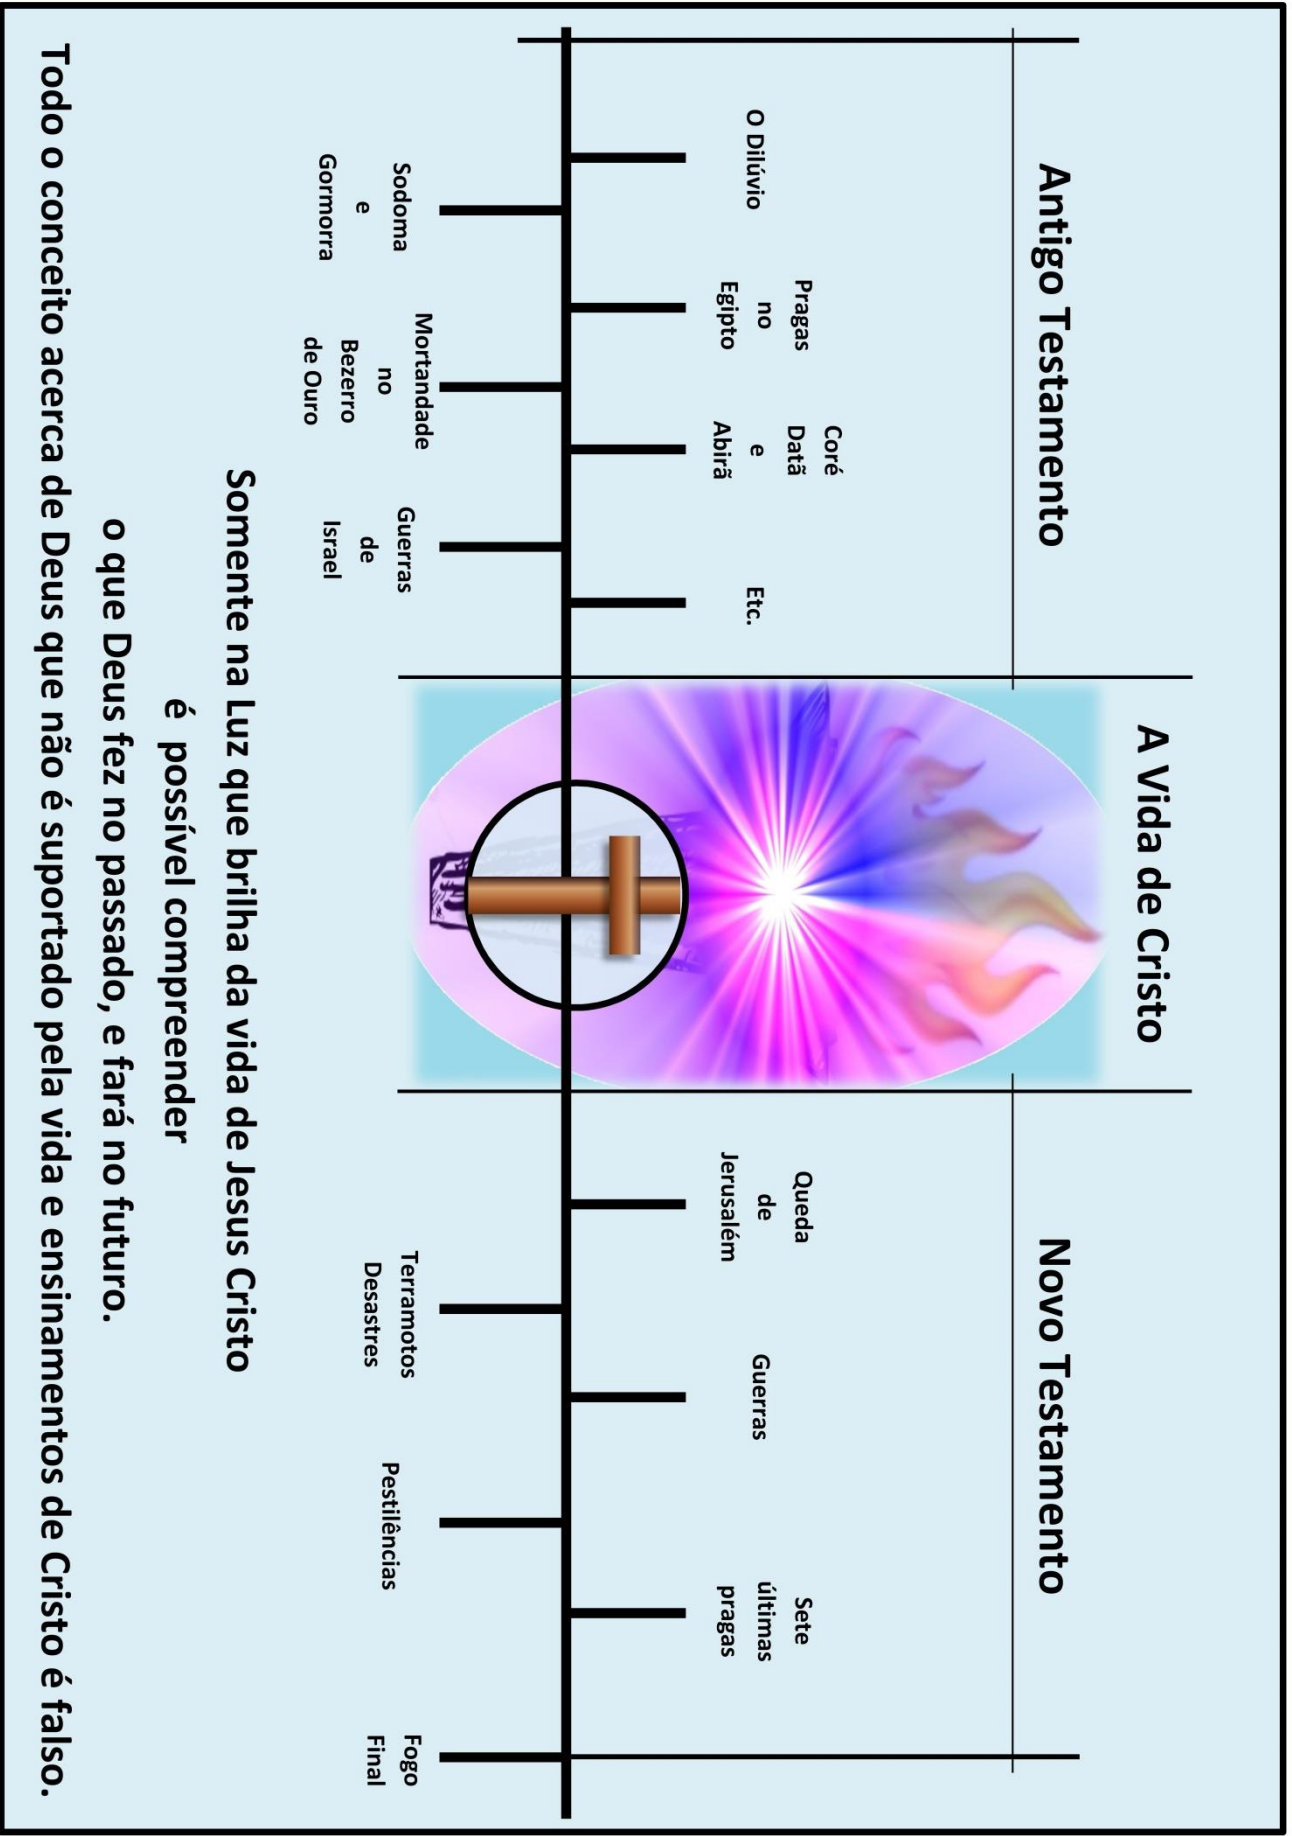 A Vida de Cristo
Antigo Testamento
Novo Testamento
O Dilúvio
Pragas
no
Egipto
Coré
Datã
e
Abirã
Etc.
Queda
de
Jerusalém
Guerras
Sete
últimas
pragas
Sodoma
e
Gormorra
Mortandade
no
Bezerro
de Ouro
Guerras
de
Israel
Terramotos
Desastres
Pestilências
Fogo
Final
Somente na Luz que brilha da vida de Jesus Cristo
é possível compreender
o que Deus fez no passado, e fará no futuro.
Todo o conceito acerca de Deus que não é suportado pela vida e ensinamentos de Cristo é falso.